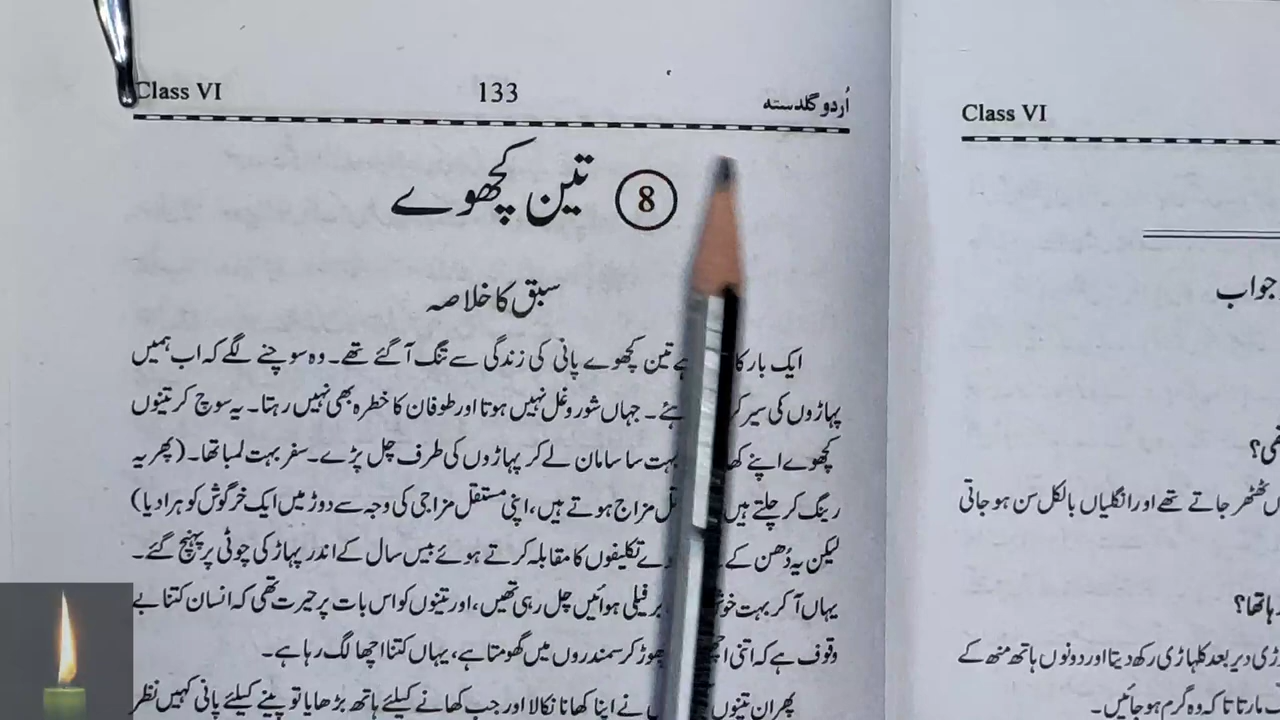 Class VI 133 اُردو گلدستہ
8 تین کچھوے
سبق کا خلاصہ
ایک بار کا ہے تین کچھوے پانی کی زندگی سے تنگ آ گئے تھے۔ وہ سوچنے لگے کہ اب ہمیں
پہاڑوں کی سیر ئے۔ جہاں شور وغل نہیں ہوتا اور طوفان کا خطرہ بھی نہیں رہتا۔ یہ سوچ کر تینوں
کچھوے اپنے بہت سا سامان لے کر پہاڑوں کی طرف چل پڑے۔ سفر بہت لمبا تھا۔ (پھر یہ
رینگ کر چلتے ہیں مزاج ہوتے ہیں، اپنی مستقل مزاجی کی وجہ سے دوڑ میں ایک خرگوش کو ہرا دیا)
لیکن یہ دُھن کے تکلیفوں کا مقابلہ کرتے ہوئے بیس سال کے اندر پہاڑ کی چوٹی پر پہنچ گئے۔
یہاں آ کر بہت برفیلی ہوائیں چل رہی تھیں، اور تینوں کو اس بات پر حیرت تھی کہ انسان کتنا بے
وقوف ہے کہ اتنی چھوڑ کر سمندروں میں گھومتا ہے، یہاں کتنا اچھا لگ رہا ہے۔
پھر ان تینوں نے اپنا کھانا نکالا اور جب کھانے کیلئے ہاتھ بڑھایا تو پینے کیلئے پانی کہیں نظر
Class VI
جواب
ٹھٹھر جاتے تھے اور انگلیاں بالکل سن ہو جاتی
ہا تھا؟
دیر بعد کلہاڑی رکھ دیتا اور دونوں ہاتھ منھ کے
مارتا تا کہ وہ گرم ہو جائیں۔